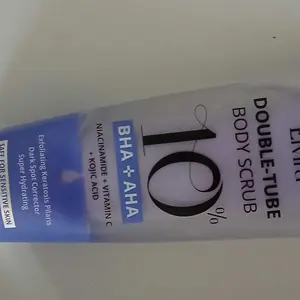 DOUBLE-TUBE
BODY SCRUB
10%
BHA + AHA
NIACINAMIDE + VITAMIN C
+ KOJIC ACID
Exfoliating Keratosis Pilaris
Dark Spot Corrector
Super Hydrating
SAFE FOR SENSITIVE SKIN